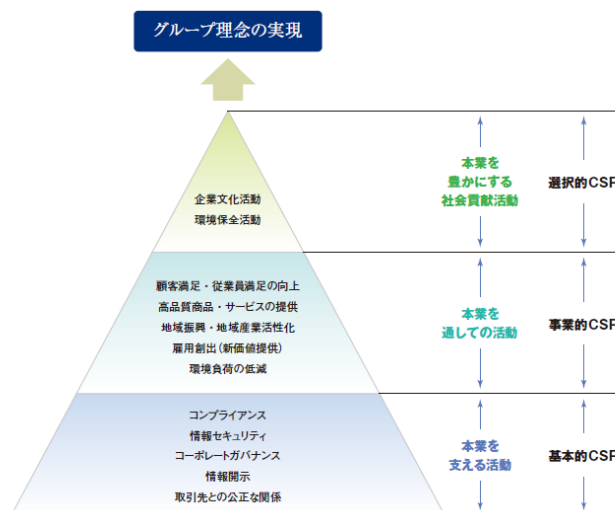 グループ理念の実現
企業文化活動
環境保全活動
本業を
豊かにする
社会貢献活動
選択的CSR
顧客満足・従業員満足の向上
高品質商品・サービスの提供
地域振興・地域産業活性化
雇用創出(新価値提供)
環境負荷の低減
本業を
通しての活動
事業的CSR
コンプライアンス
情報セキュリティ
コーポレートガバナンス
情報開示
取引先との公正な関係
本業を
支える活動
基本的CSR